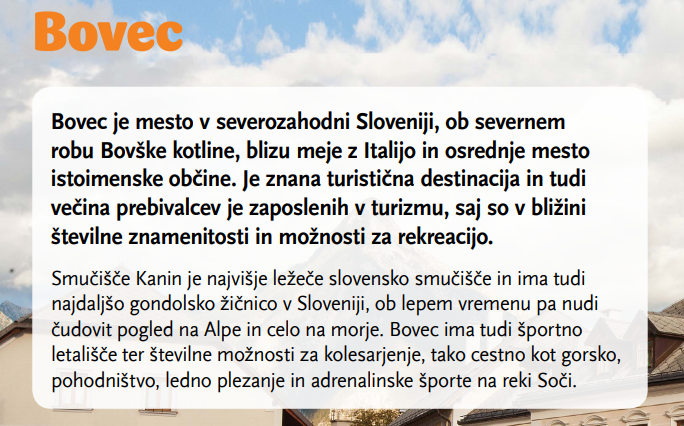 Bovec
Bovec je mesto v severozahodni Sloveniji, ob severnem
robu Bovške kotline, blizu meje z Italijo in osrednje mesto
istoimenske občine. Je znana turistična destinacija in tudi
večina prebivalcev je zaposlenih v turizmu, saj so v bližini
številne znamenitosti in možnosti za rekreacijo.
Smučišče Kanin je najvišje ležeče slovensko smučišče in ima tudi
najdaljšo gondolsko žičnico v Sloveniji, ob lepem vremenu pa nudi
čudovit pogled na Alpe in celo na morje. Bovec ima tudi športno
letališče ter številne možnosti za kolesarjenje, tako cestno kot gorsko,
pohodništvo, ledno plezanje in adrenalinske športe na reki Soči.